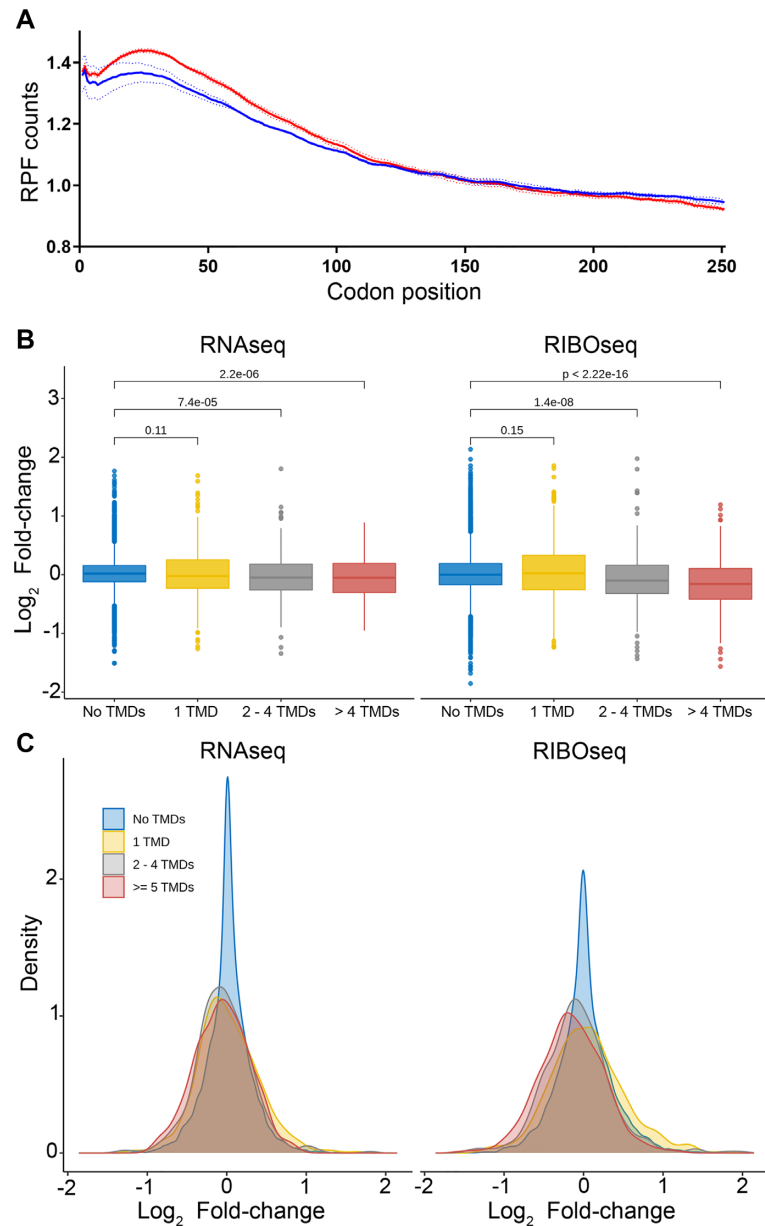 A
RPF counts
1.4
1.2
1.0
0.8
0 50 100 150 200 250
Codon position
B
RNAseq RIBOseq
Log2 Fold-change
3
2
1
0
-1
-2
2.2e-06
7.4e-05
0.11
p < 2.22e-16
1.4e-08
0.15
No TMDs 1 TMD 2 - 4 TMDs > 4 TMDs No TMDs 1 TMD 2 - 4 TMDs > 4 TMDs
C
RNAseq RIBOseq
No TMDs
1 TMD
2 - 4 TMDs
>= 5 TMDs
Density
2
1
0
-2 -1 0 1 2 -2 -1 0 1 2
Log2 Fold-change Log2 Fold-change